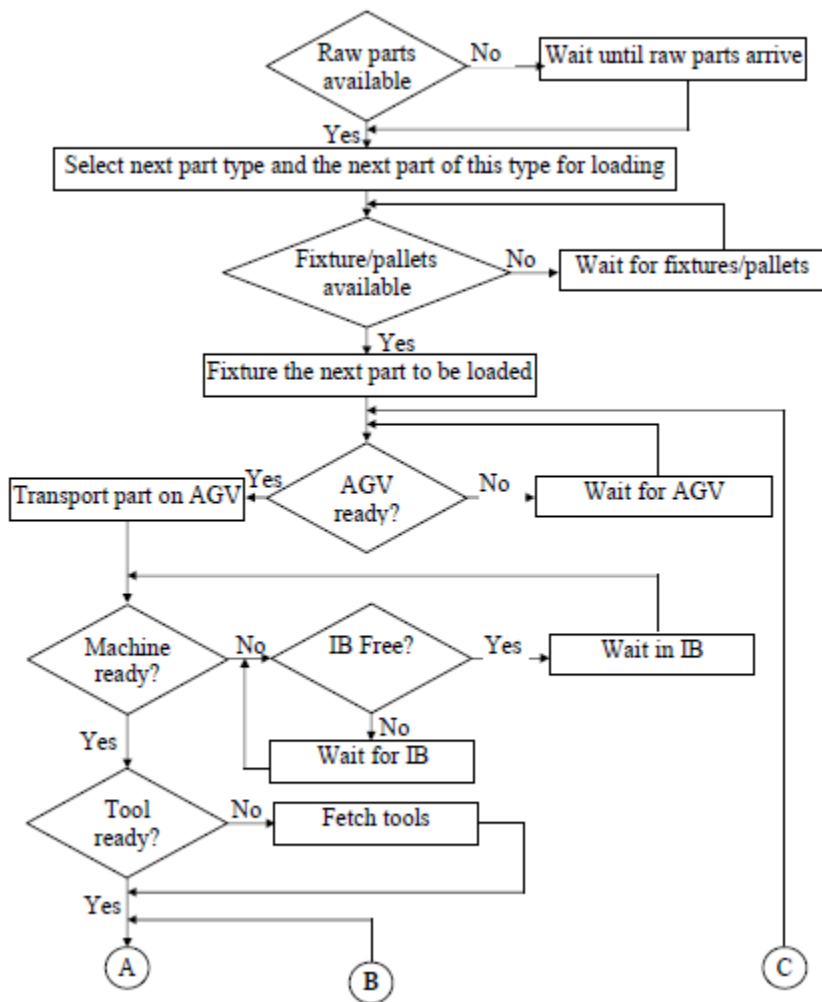 Raw parts
available
No
Wait until raw parts arrive
Yes
Select next part type and the next part of this type for loading
Fixture/pallets
available
No
Wait for fixtures/pallets
Yes
Fixture the next part to be loaded
Transport part on AGV
Yes
AGV
ready?
No
Wait for AGV
Machine
ready?
No
IB Free?
Yes
Wait in IB
Yes
No
Wait for IB
Tool
ready?
No
Fetch tools
Yes
A
B
C